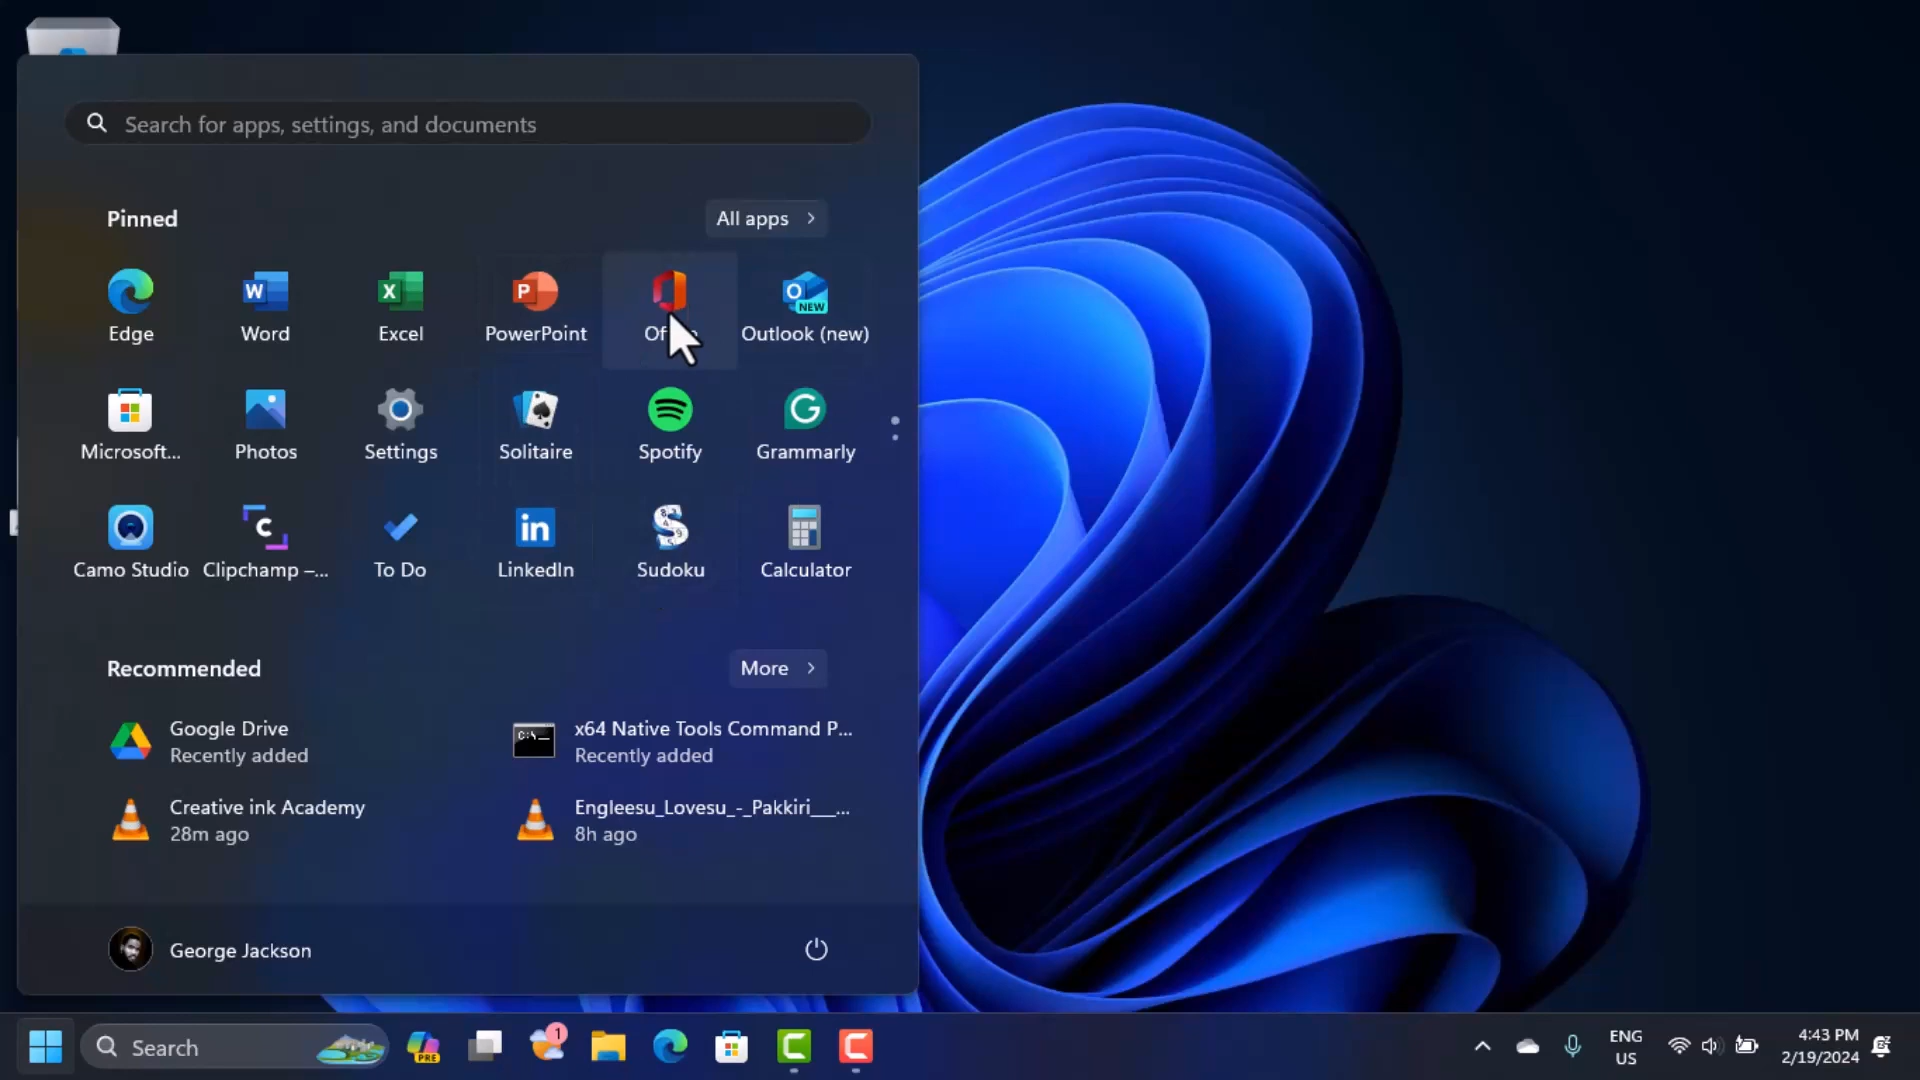 Search for apps, settings, and documents
Pinned
All apps
Edge
Word
Excel
PowerPoint
Outlook (new)
Microsoft...
Photos
Settings
Solitaire
Spotify
Grammarly
Camo Studio
Clipchamp –...
To Do
LinkedIn
Sudoku
Calculator
Recommended
More
Google Drive
Recently added
x64 Native Tools Command P...
Recently added
Creative ink Academy
28m ago
Engleesu_Lovesu_-_Pakkiri___...
8h ago
George Jackson
Search
PRE
1
ENG
US
4:43 PM
2/19/2024